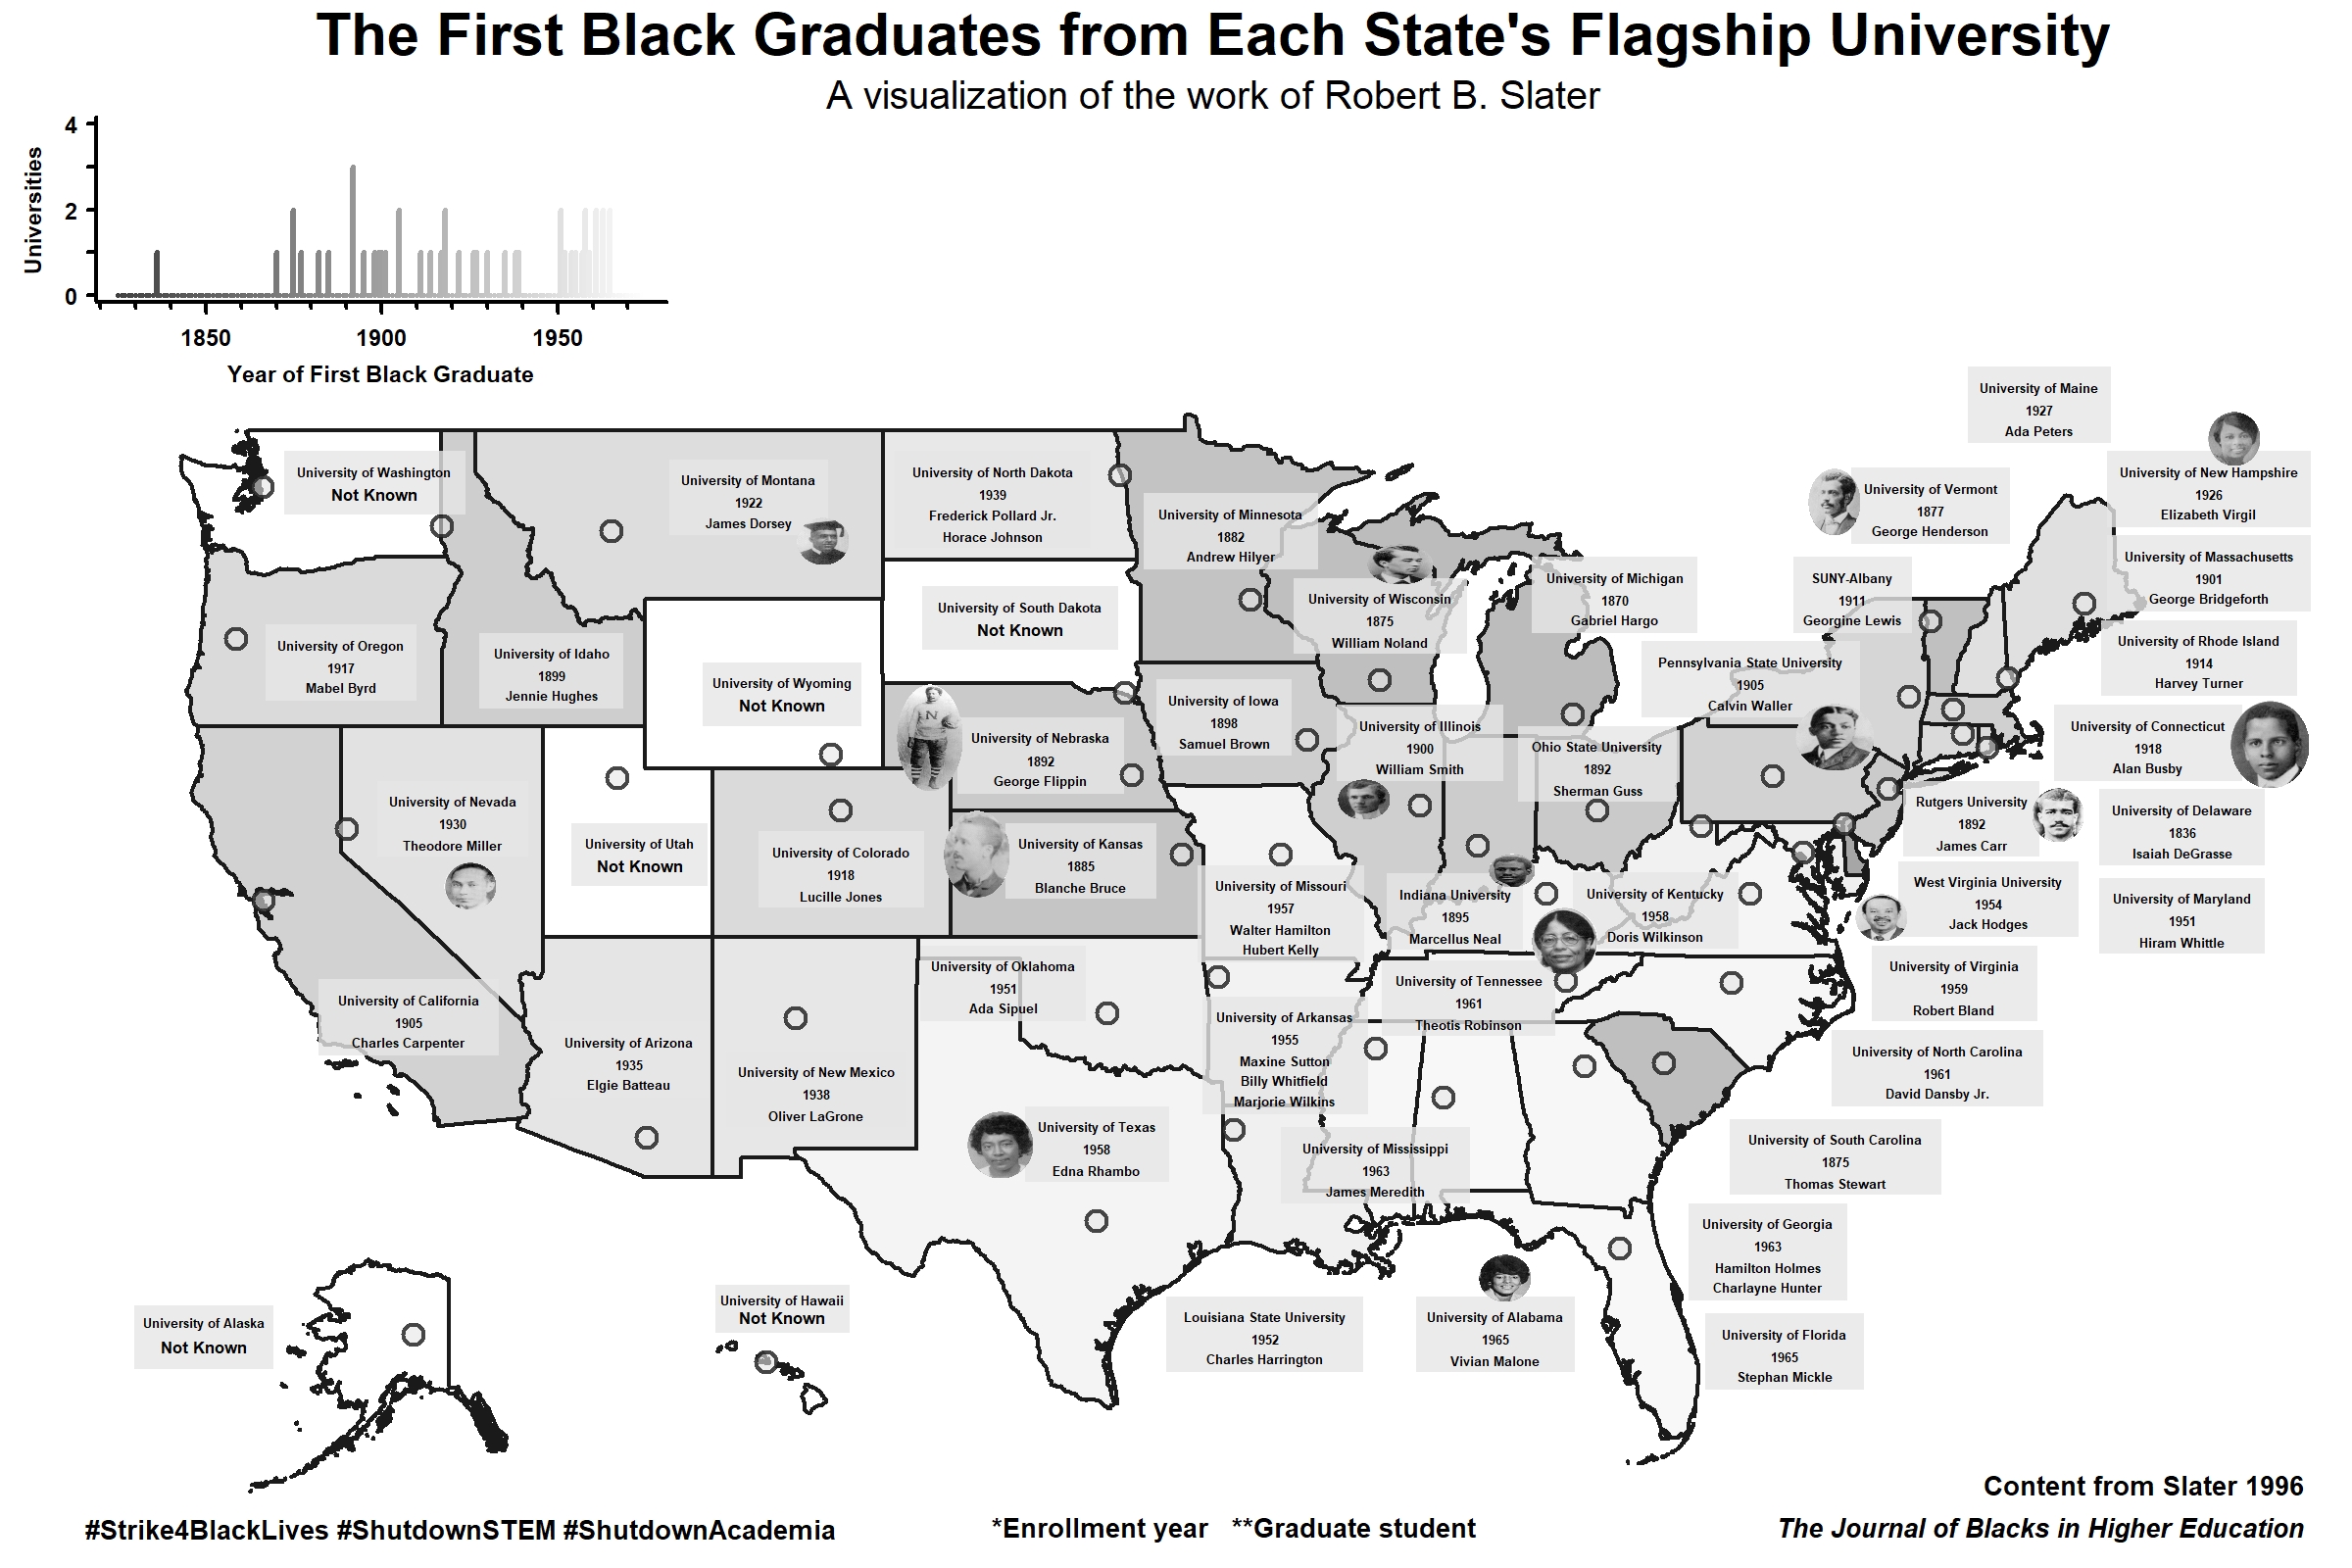 The First Black Graduates from Each State's Flagship University
A visualization of the work of Robert B. Slater
4
2
0
Universities
1850
1900
1950
Year of First Black Graduate
University of Maine
1927
Ada Peters
University of New Hampshire
1926
Elizabeth Virgil
University of Vermont
1877
George Henderson
University of Massachusetts
1901
George Bridgeforth
SUNY-Albany
1911
Georgine Lewis
University of Rhode Island
1914
Harvey Turner
University of Connecticut
1918
Alan Busby
University of Washington
Not Known
University of Montana
1922
James Dorsey
University of North Dakota
1939
Frederick Pollard Jr.
Horace Johnson
University of Minnesota
1882
Andrew Hilyer
University of Wisconsin
1875
William Noland
University of Michigan
1870
Gabriel Hargo
Pennsylvania State University
1905
Calvin Waller
University of Oregon
1917
Mabel Byrd
University of Idaho
1899
Jennie Hughes
University of South Dakota
Not Known
University of Wyoming
Not Known
University of Nebraska
1892
George Flippin
N
University of Iowa
1898
Samuel Brown
University of Illinois
1900
William Smith
Ohio State University
1892
Sherman Guss
Rutgers University
1892
James Carr
University of Delaware
1836
Isaiah DeGrasse
University of Nevada
1930
Theodore Miller
University of Utah
Not Known
University of Colorado
1918
Lucille Jones
University of Kansas
1885
Blanche Bruce
University of Missouri
1957
Walter Hamilton
Hubert Kelly
Indiana University
1895
Marcellus Neal
University of Kentucky
1958
Doris Wilkinson
West Virginia University
1954
Jack Hodges
University of Maryland
1951
Hiram Whittle
University of California
1905
Charles Carpenter
University of Arizona
1935
Elgie Batteau
University of New Mexico
1938
Oliver LaGrone
University of Oklahoma
1951
Ada Sipuel
University of Arkansas
1955
Maxine Sutton
Billy Whitfield
Marjorie Wilkins
University of Tennessee
1961
Theotis Robinson
University of Virginia
1959
Robert Bland
University of North Carolina
1961
David Dansby Jr.
University of Texas
1958
Edna Rhambo
University of Mississippi
1963
James Meredith
University of South Carolina
1875
Thomas Stewart
University of Georgia
1963
Hamilton Holmes
Charlayne Hunter
University of Alaska
Not Known
University of Hawaii
Not Known
Louisiana State University
1952
Charles Harrington
University of Alabama
1965
Vivian Malone
University of Florida
1965
Stephan Mickle
Content from Slater 1996
The Journal of Blacks in Higher Education
#Strike4BlackLives #ShutdownSTEM #ShutdownAcademia
*Enrollment year **Graduate student